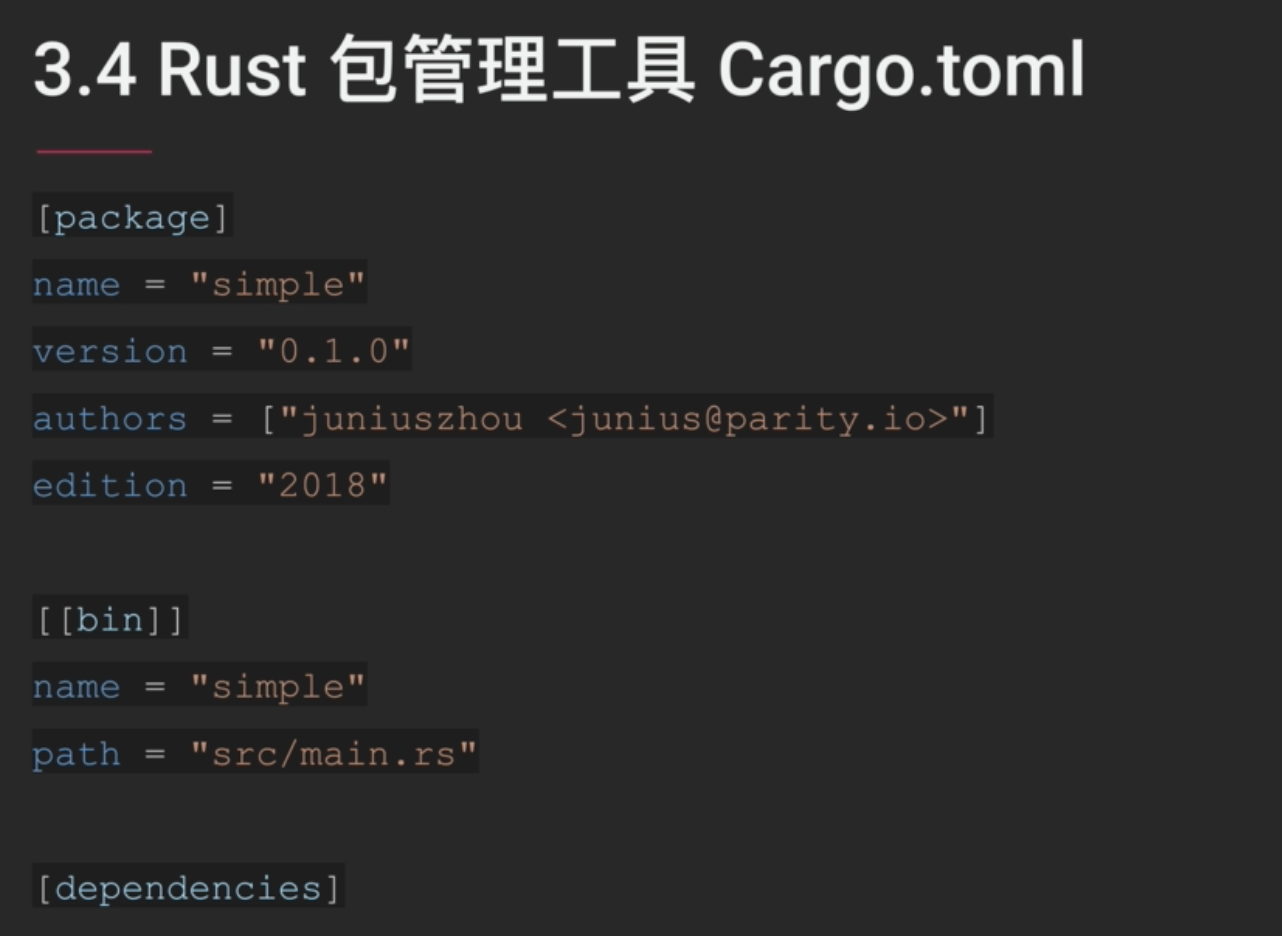 3.4 Rust 包管理工具 Cargo.toml
[package]
name = "simple"
version = "0.1.0"
authors = ["juniuszhou <junius@parity.io>"]
edition = "2018"
[[bin]]
name = "simple"
path = "src/main.rs"
[dependencies]